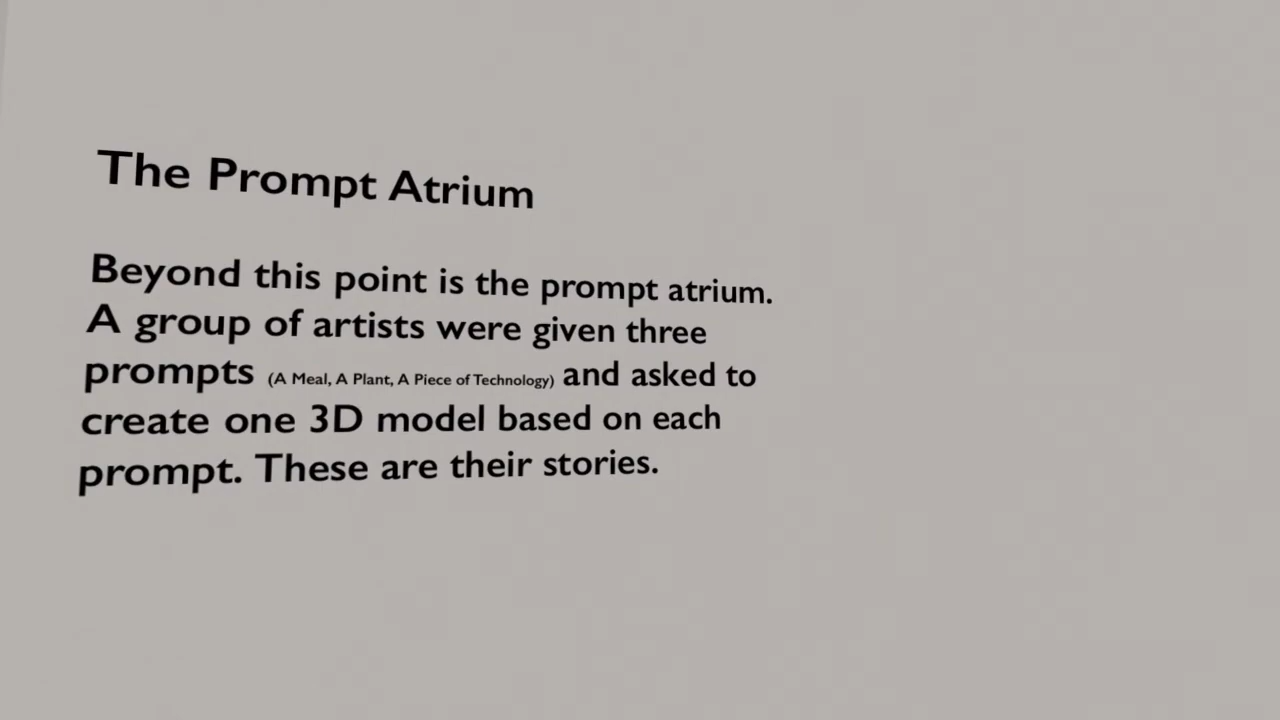 The Prompt Atrium
Beyond this point is the prompt atrium.
A group of artists were given three
prompts (A Meal, A Plant, A Piece of Technology) and asked to
create one 3D model based on each
prompt. These are their stories.